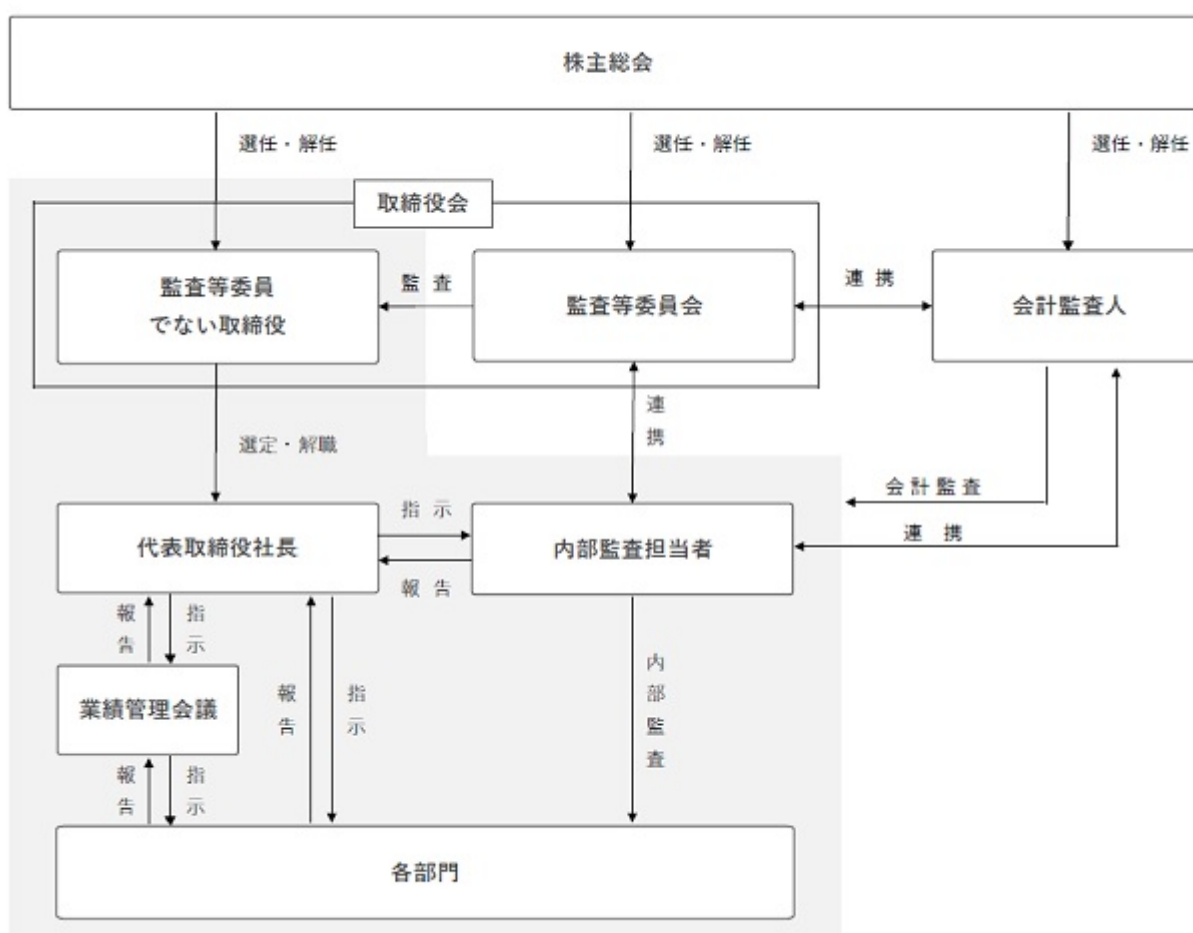 株主総会
選任・解任
選任・解任
選任・解任
取締役会
監査等委員
でない取締役
監査
監査等委員会
連携
会計監査人
選定・解職
連携
代表取締役社長
指示
報告
内部監査担当者
会計監査
連携
報告
指示
業績管理会議
報告
指示
報告
指示
内部監査
各部門